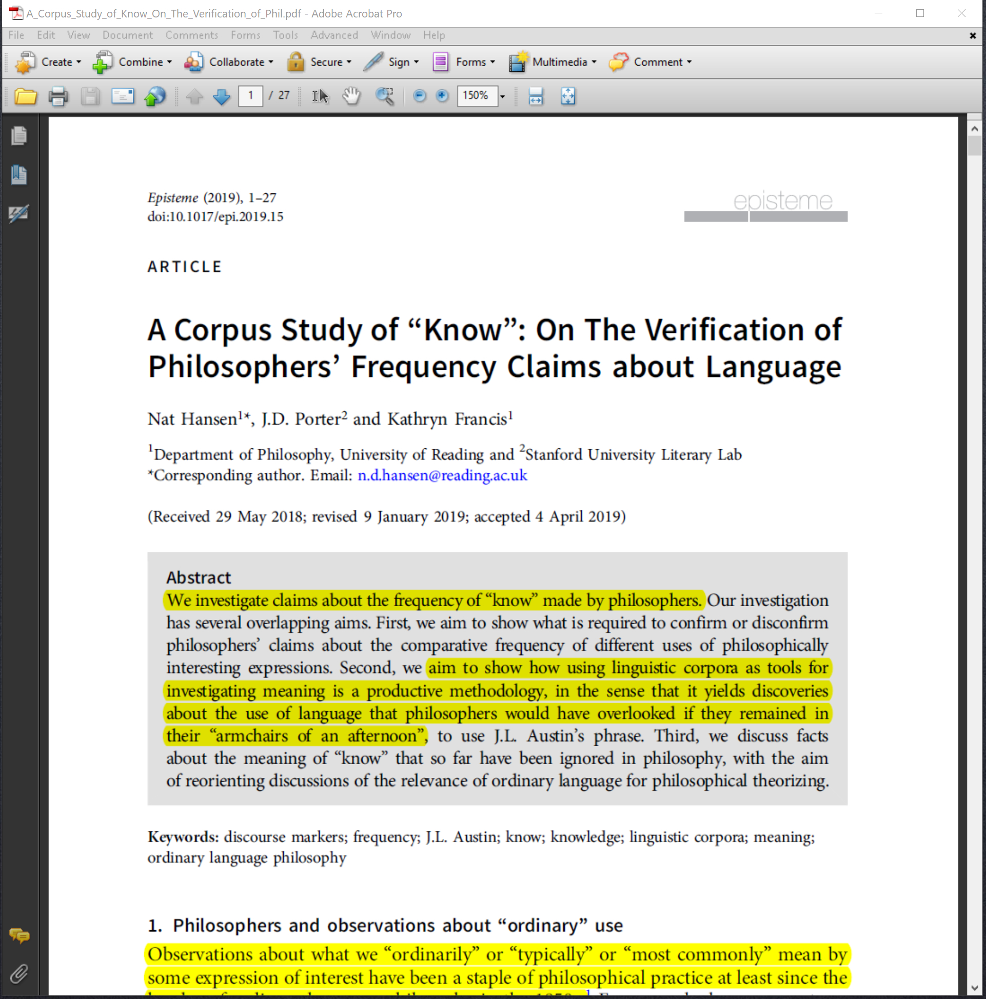 A_Corpus_Study_of_Know_On_The_Verification_of_Phil.pdf - Adobe Acrobat Pro
File Edit View Document Comments Forms Tools Advanced Window Help
Create Combine Collaborate Secure Sign Forms Multimedia Comment
1 / 27 150%
Episteme (2019), 1–27
doi:10.1017/epi.2019.15
episteme
ARTICLE
A Corpus Study of “Know”: On The Verification of
Philosophers’ Frequency Claims about Language
Nat Hansen1*, J.D. Porter2 and Kathryn Francis1
1Department of Philosophy, University of Reading and 2Stanford University Literary Lab
*Corresponding author. Email: n.d.hansen@reading.ac.uk
(Received 29 May 2018; revised 9 January 2019; accepted 4 April 2019)
Abstract
We investigate claims about the frequency of “know” made by philosophers. Our investigation
has several overlapping aims. First, we aim to show what is required to confirm or disconfirm
philosophers’ claims about the comparative frequency of different uses of philosophically
interesting expressions. Second, we aim to show how using linguistic corpora as tools for
investigating meaning is a productive methodology, in the sense that it yields discoveries
about the use of language that philosophers would have overlooked if they remained in
their “armchairs of an afternoon”, to use J.L. Austin’s phrase. Third, we discuss facts
about the meaning of “know” that so far have been ignored in philosophy, with the aim
of reorienting discussions of the relevance of ordinary language for philosophical theorizing.
Keywords: discourse markers; frequency; J.L. Austin; know; knowledge; linguistic corpora; meaning;
ordinary language philosophy
1. Philosophers and observations about “ordinary” use
Observations about what we “ordinarily” or “typically” or “most commonly” mean by
some expression of interest have been a staple of philosophical practice at least since the